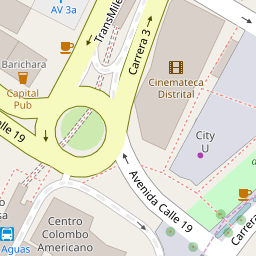 AV 3a
TransMile
Carrera 3
Barichara
Cinemateca
Distrital
Capital
Pub
Calle 19
City
U
Avenida Calle 19
Centro
Colombo
Americano
Aguas
Carrera